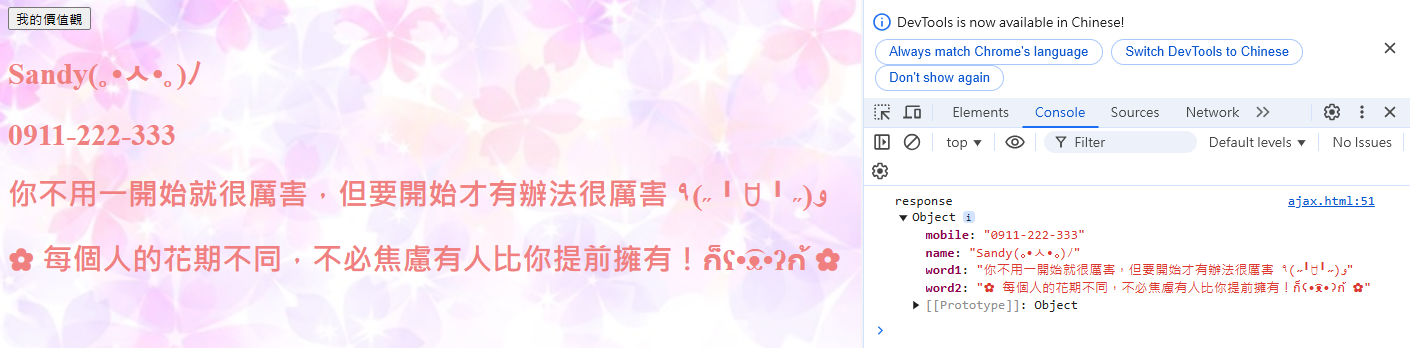 我的價值觀
Sandy(｡•ㅅ•｡)ﾉ
0911-222-333
你不用一開始就很厲害，但要開始才有辦法很厲害 ٩(˶╹ꇴ╹˶)و
✿ 每個人的花期不同，不必焦慮有人比你提前擁有！ก็ʕ•ᴥ•ʔก้ ✿
DevTools is now available in Chinese!
Always match Chrome's language
Switch DevTools to Chinese
Don't show again
Elements
Console
Sources
Network
top
Filter
Default levels
No Issues
response
ajax.html:51
Object i
mobile: "0911-222-333"
name: "Sandy(｡•ㅅ•｡)ﾉ"
word1: "你不用一開始就很厲害，但要開始才有辦法很厲害 ٩(˶╹ꇴ╹˶)و"
word2: "✿ 每個人的花期不同，不必焦慮有人比你提前擁有！ก็ʕ•ᴥ•ʔก้ ✿"
[[Prototype]]: Object